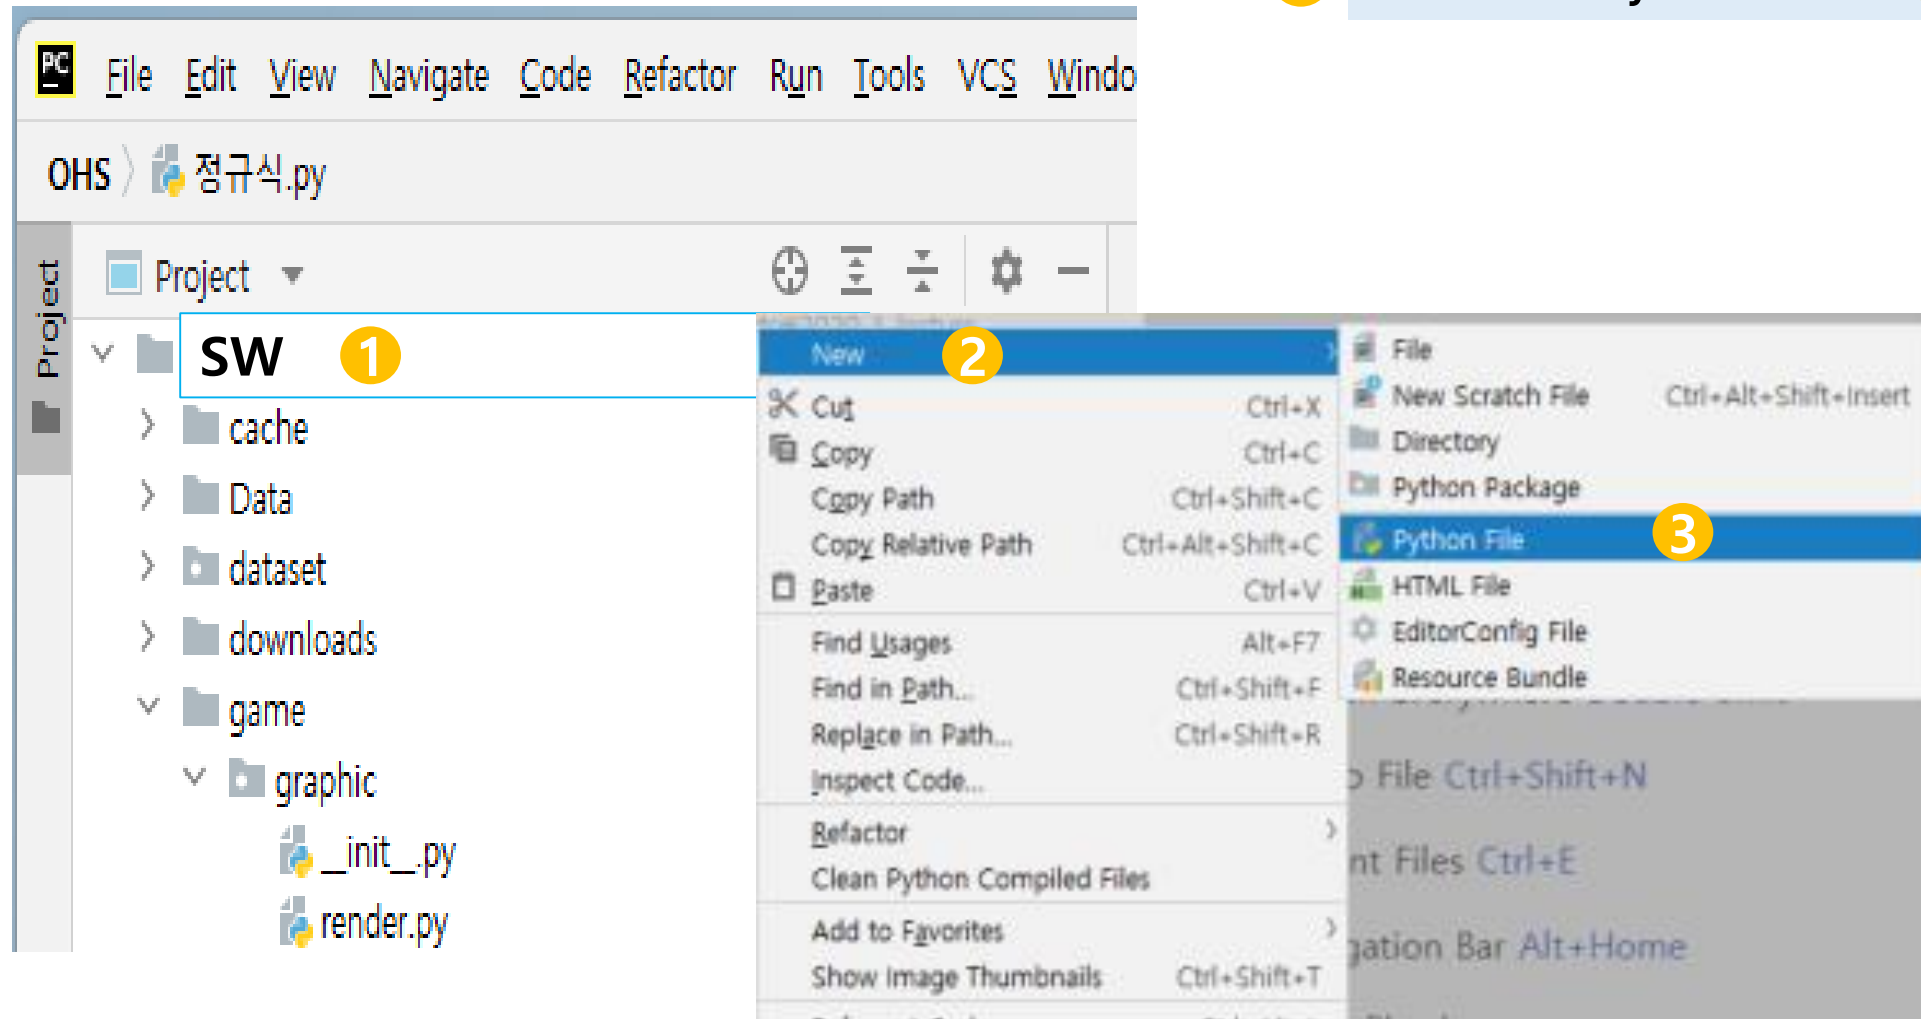 PC File Edit View Navigate Code Refactor Run Tools VCS Windo
OHS 정규식.py
Project
Project
SW 1
cache
Data
dataset
downloads
game
graphic
__init__.py
render.py
New 2
Cut Ctrl+X
Copy Ctrl+C
Copy Path Ctrl+Shift+C
Copy Relative Path Ctrl+Alt+Shift+C
Paste Ctrl+V
Find Usages Alt+F7
Find in Path... Ctrl+Shift+F
Replace in Path... Ctrl+Shift+R
Inspect Code...
Refactor
Clean Python Compiled Files
Add to Favorites
Show Image Thumbnails Ctrl+Shift+T
File
New Scratch File Ctrl+Alt+Shift+Insert
Directory
Python Package
Python File 3
HTML File
EditorConfig File
Resource Bundle
File Ctrl+Shift+N
nt Files Ctrl+E
gation Bar Alt+Home